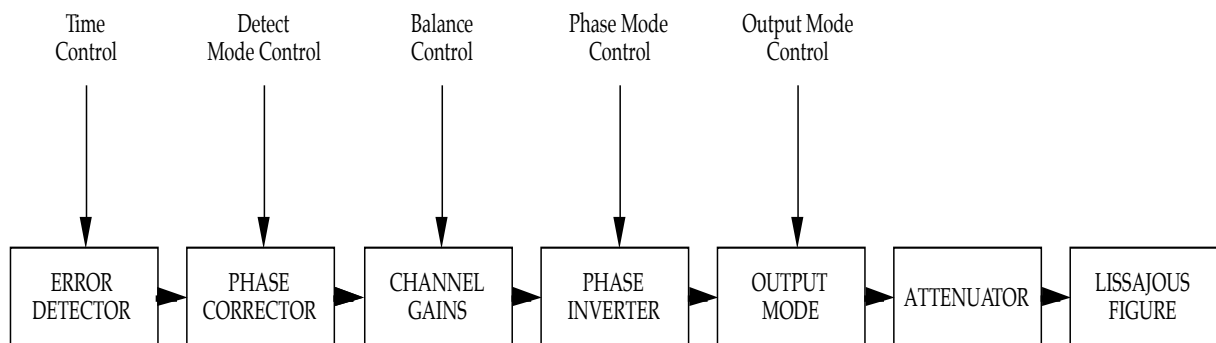 Time
Control
Detect
Mode Control
Balance
Control
Phase Mode
Control
Output Mode
Control
ERROR
DETECTOR
PHASE
CORRECTOR
CHANNEL
GAINS
PHASE
INVERTER
OUTPUT
MODE
ATTENUATOR
LISSAJOUS
FIGURE